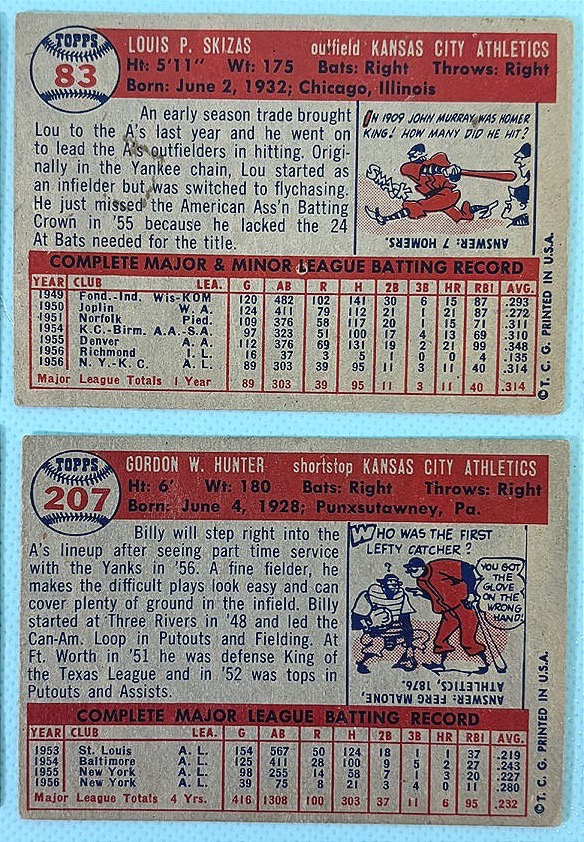 TOPPS
83
LOUIS P. SKIZAS outfield KANSAS CITY ATHLETICS
Ht: 5'11" Wt: 175 Bats: Right Throws: Right
Born: June 2, 1932; Chicago, Illinois
An early season trade brought
Lou to the A's last year and he went on
to lead the A's outfielders in hitting. Origi-
nally in the Yankee chain, Lou started as
an infielder but was switched to flychasing.
He just missed the American Ass'n Batting
Crown in '55 because he lacked the 24
At Bats needed for the title.
IN 1909 JOHN MURRAY WAS HOMER
KING! HOW MANY DID HE HIT?
SMACK
ANSWER: 7 HOMERS.
COMPLETE MAJOR & MINOR LEAGUE BATTING RECORD
YEAR CLUB LEA. G AB R H 2B 3B HR RBI AVG.
1949 Fond.-Ind. Wis-KOM 120 482 102 141 30 6 15 87 .293
1950 Joplin W. A. 124 411 79 112 21 1 21 87 .272
1951 Norfolk Pied. 109 376 58 117 20 1 15 71 .311
1954 K.C.-Birm. A.A.-S.A. 97 323 51 100 17 4 13 69 .310
1955 Denver A. A. 112 376 69 131 19 2 21 99 .348
1956 Richmond I. L. 16 37 3 5 1 0 0 4 .135
1956 N. Y.-K. C. A. L. 89 303 39 95 11 3 11 40 .314
Major League Totals 1 Year 89 303 39 95 11 3 11 40 .314
© T. C. G. PRINTED IN U.S.A.
TOPPS
207
GORDON W. HUNTER shortstop KANSAS CITY ATHLETICS
Ht: 6' Wt: 180 Bats: Right Throws: Right
Born: June 4, 1928; Punxsutawney, Pa.
Billy will step right into the
A's lineup after seeing part time service
with the Yanks in '56. A fine fielder, he
makes the difficult plays look easy and can
cover plenty of ground in the infield. Billy
started at Three Rivers in '48 and led the
Can-Am. Loop in Putouts and Fielding. At
Ft. Worth in '51 he was defense King of
the Texas League and in '52 was tops in
Putouts and Assists.
WHO WAS THE FIRST
LEFTY CATCHER?
YOU GOT
THE
GLOVE
ON THE
WRONG
HAND!
ANSWER: FERG MALONE,
ATHLETICS, 1876.
COMPLETE MAJOR LEAGUE BATTING RECORD
YEAR CLUB LEA. G AB R H 2B 3B HR RBI AVG.
1953 St. Louis A. L. 154 567 50 124 18 1 1 37 .219
1954 Baltimore A. L. 125 411 28 100 9 5 2 27 .243
1955 New York A. L. 98 255 14 58 7 1 3 20 .227
1956 New York A. L. 39 75 8 21 3 4 0 11 .280
Major League Totals 4 Yrs. 416 1308 100 303 37 11 6 95 .232
© T. C. G. PRINTED IN U.S.A.